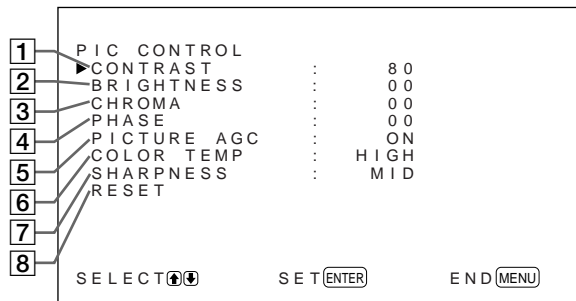 PIC CONTROL
1 ▶CONTRAST : 80
2 BRIGHTNESS : 00
3 CHROMA : 00
4 PHASE : 00
5 PICTURE AGC : ON
6 COLOR TEMP : HIGH
7 SHARPNESS : MID
8 RESET
SELECT⬆⬇ SET ENTER END MENU